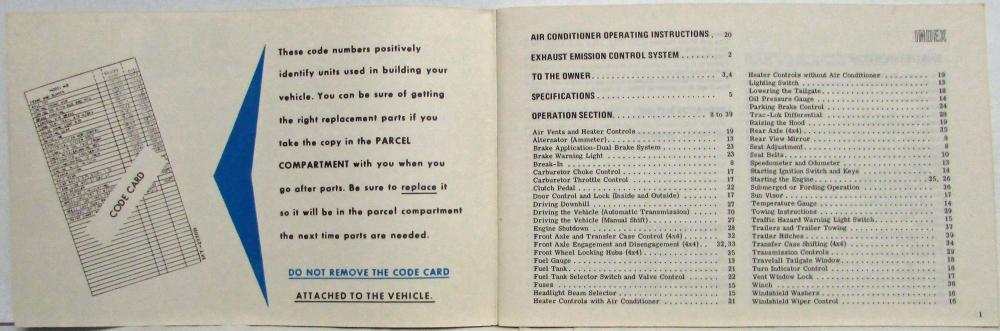 CODE CARD
These code numbers positively
identify units used in building your
vehicle. You can be sure of getting
the right replacement parts if you
take the copy in the PARCEL
COMPARTMENT with you when you
go after parts. Be sure to replace it
so it will be in the parcel compartment
the next time parts are needed.
DO NOT REMOVE THE CODE CARD
ATTACHED TO THE VEHICLE.
INDEX
AIR CONDITIONER OPERATING INSTRUCTIONS . 20
EXHAUST EMISSION CONTROL SYSTEM ....... 2
TO THE OWNER ........ 3,4
SPECIFICATIONS ........ 5
OPERATION SECTION ........ 8 to 39
Air Vents and Heater Controls ........ 19
Alternator (Ammeter) ........ 13
Brake Application-Dual Brake System ........ 23
Brake Warning Light ........ 23
Break-In ........ 8
Carburetor Choke Control ........ 17
Carburetor Throttle Control ........ 17
Clutch Pedal ........ 22
Door Control and Lock (Inside and Outside) ........ 17
Driving Downhill ........ 27
Driving the Vehicle (Automatic Transmission) ........ 30
Driving the Vehicle (Manual Shift) ........ 27
Engine Shutdown ........ 28
Front Axle and Transfer Case Control (4x4) ........ 32
Front Axle Engagement and Disengagement (4x4) .. 32,33
Front Wheel Locking Hubs (4x4) ........ 35
Fuel Gauge ........ 13
Fuel Tank ........ 21
Fuel Tank Selector Switch and Valve Control ........ 22
Fuses ........ 15
Headlight Beam Selector ........ 15
Heater Controls with Air Conditioner ........ 21
Heater Controls without Air Conditioner ........ 19
Lighting Switch ........ 13
Lowering the Tailgate ........ 18
Oil Pressure Gauge ........ 14
Parking Brake Control ........ 24
Trac-Lok Differential ........ 28
Raising the Hood ........ 19
Rear Axle (4x4) ........ 35
Rear View Mirror ........ 8
Seat Adjustment ........ 8
Seat Belts ........ 10
Speedometer and Odometer ........ 13
Starting Ignition Switch and Keys ........ 14
Starting the Engine ........ 25, 26
Submerged or Fording Operation ........ 36
Sun Visor ........ 17
Temperature Gauge ........ 14
Towing Instructions ........ 29
Traffic Hazard Warning Light Switch ........ 15
Trailers and Trailer Towing ........ 37
Trailer Hitches ........ 39
Transfer Case Shifting (4x4) ........ 34
Transmission Controls ........ 29
Travelall Tailgate Window ........ 18
Turn Indicator Control ........ 16
Vent Window Lock ........ 17
Winch ........ 36
Windshield Washers ........ 16
Windshield Wiper Control ........ 16
1